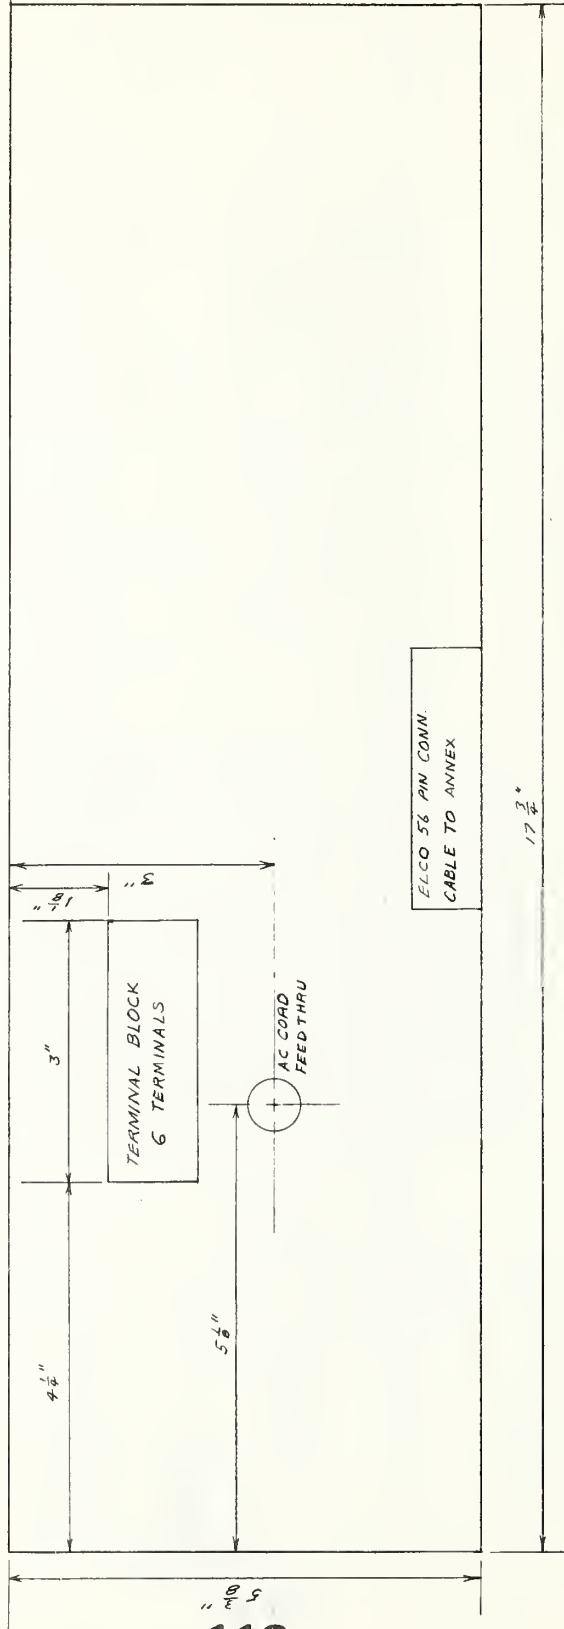 4 1/4"
3"
1 1/8"
3"
TERMINAL BLOCK
6 TERMINALS
AC CORD
FEEDTHRU
5 1/8"
ELCO 56 PIN CONN.
CABLE TO ANNEX
5 3/8"
17 3/4"